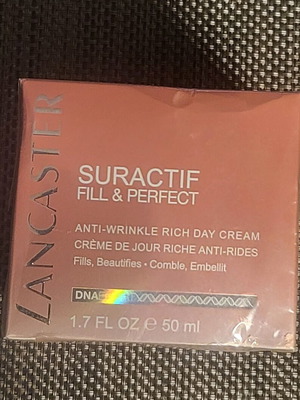 LANCASTER
SURACTIF
FILL & PERFECT
ANTI-WRINKLE RICH DAY CREAM
CRÈME DE JOUR RICHE ANTI-RIDES
Fills, Beautifies • Comble, Embellit
1.7 FL OZ e 50 ml